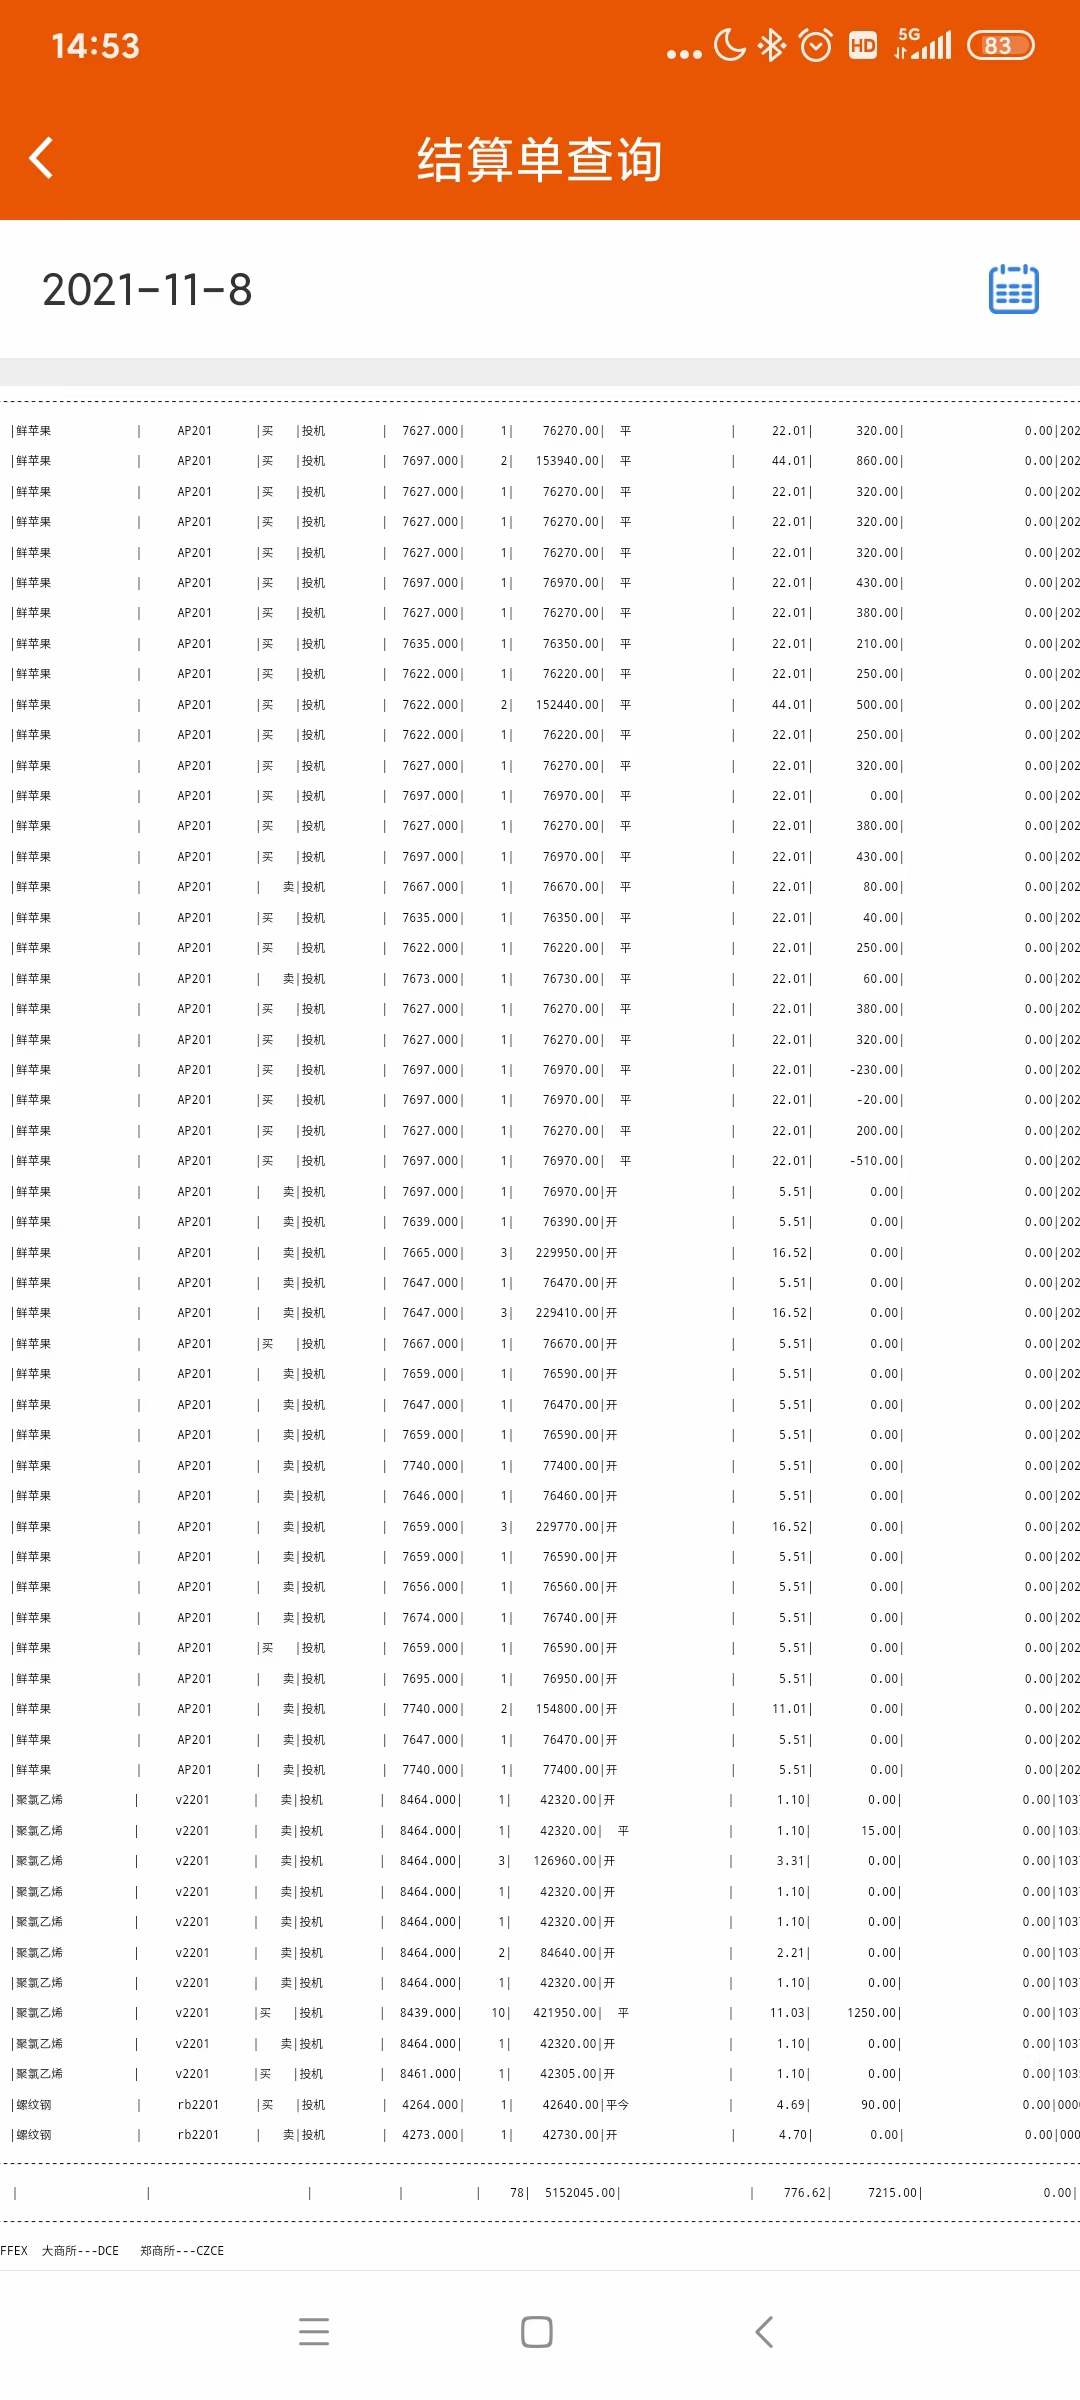 14:53
HD 5G 83
结算单查询
2021-11-8
|鲜苹果 | AP201 |买 |投机 | 7627.000| 1| 76270.00| 平 | 22.01| 320.00| 0.00|202
|鲜苹果 | AP201 |买 |投机 | 7697.000| 2| 153940.00| 平 | 44.01| 860.00| 0.00|202
|鲜苹果 | AP201 |买 |投机 | 7627.000| 1| 76270.00| 平 | 22.01| 320.00| 0.00|202
|鲜苹果 | AP201 |买 |投机 | 7627.000| 1| 76270.00| 平 | 22.01| 320.00| 0.00|202
|鲜苹果 | AP201 |买 |投机 | 7627.000| 1| 76270.00| 平 | 22.01| 320.00| 0.00|202
|鲜苹果 | AP201 |买 |投机 | 7697.000| 1| 76970.00| 平 | 22.01| 430.00| 0.00|202
|鲜苹果 | AP201 |买 |投机 | 7627.000| 1| 76270.00| 平 | 22.01| 380.00| 0.00|202
|鲜苹果 | AP201 |买 |投机 | 7635.000| 1| 76350.00| 平 | 22.01| 210.00| 0.00|202
|鲜苹果 | AP201 |买 |投机 | 7622.000| 1| 76220.00| 平 | 22.01| 250.00| 0.00|202
|鲜苹果 | AP201 |买 |投机 | 7622.000| 2| 152440.00| 平 | 44.01| 500.00| 0.00|202
|鲜苹果 | AP201 |买 |投机 | 7622.000| 1| 76220.00| 平 | 22.01| 250.00| 0.00|202
|鲜苹果 | AP201 |买 |投机 | 7627.000| 1| 76270.00| 平 | 22.01| 320.00| 0.00|202
|鲜苹果 | AP201 |买 |投机 | 7697.000| 1| 76970.00| 平 | 22.01| 0.00| 0.00|202
|鲜苹果 | AP201 |买 |投机 | 7627.000| 1| 76270.00| 平 | 22.01| 380.00| 0.00|202
|鲜苹果 | AP201 |买 |投机 | 7697.000| 1| 76970.00| 平 | 22.01| 430.00| 0.00|202
|鲜苹果 | AP201 | 卖|投机 | 7667.000| 1| 76670.00| 平 | 22.01| 80.00| 0.00|202
|鲜苹果 | AP201 |买 |投机 | 7635.000| 1| 76350.00| 平 | 22.01| 40.00| 0.00|202
|鲜苹果 | AP201 |买 |投机 | 7622.000| 1| 76220.00| 平 | 22.01| 250.00| 0.00|202
|鲜苹果 | AP201 | 卖|投机 | 7673.000| 1| 76730.00| 平 | 22.01| 60.00| 0.00|202
|鲜苹果 | AP201 |买 |投机 | 7627.000| 1| 76270.00| 平 | 22.01| 380.00| 0.00|202
|鲜苹果 | AP201 |买 |投机 | 7627.000| 1| 76270.00| 平 | 22.01| 320.00| 0.00|202
|鲜苹果 | AP201 |买 |投机 | 7697.000| 1| 76970.00| 平 | 22.01| -230.00| 0.00|202
|鲜苹果 | AP201 |买 |投机 | 7697.000| 1| 76970.00| 平 | 22.01| -20.00| 0.00|202
|鲜苹果 | AP201 |买 |投机 | 7627.000| 1| 76270.00| 平 | 22.01| 200.00| 0.00|202
|鲜苹果 | AP201 |买 |投机 | 7697.000| 1| 76970.00| 平 | 22.01| -510.00| 0.00|202
|鲜苹果 | AP201 | 卖|投机 | 7697.000| 1| 76970.00|开 | 5.51| 0.00| 0.00|202
|鲜苹果 | AP201 | 卖|投机 | 7639.000| 1| 76390.00|开 | 5.51| 0.00| 0.00|202
|鲜苹果 | AP201 | 卖|投机 | 7665.000| 3| 229950.00|开 | 16.52| 0.00| 0.00|202
|鲜苹果 | AP201 | 卖|投机 | 7647.000| 1| 76470.00|开 | 5.51| 0.00| 0.00|202
|鲜苹果 | AP201 | 卖|投机 | 7647.000| 3| 229410.00|开 | 16.52| 0.00| 0.00|202
|鲜苹果 | AP201 |买 |投机 | 7667.000| 1| 76670.00|开 | 5.51| 0.00| 0.00|202
|鲜苹果 | AP201 | 卖|投机 | 7659.000| 1| 76590.00|开 | 5.51| 0.00| 0.00|202
|鲜苹果 | AP201 | 卖|投机 | 7647.000| 1| 76470.00|开 | 5.51| 0.00| 0.00|202
|鲜苹果 | AP201 | 卖|投机 | 7659.000| 1| 76590.00|开 | 5.51| 0.00| 0.00|202
|鲜苹果 | AP201 | 卖|投机 | 7740.000| 1| 77400.00|开 | 5.51| 0.00| 0.00|202
|鲜苹果 | AP201 | 卖|投机 | 7646.000| 1| 76460.00|开 | 5.51| 0.00| 0.00|202
|鲜苹果 | AP201 | 卖|投机 | 7659.000| 3| 229770.00|开 | 16.52| 0.00| 0.00|202
|鲜苹果 | AP201 | 卖|投机 | 7659.000| 1| 76590.00|开 | 5.51| 0.00| 0.00|202
|鲜苹果 | AP201 | 卖|投机 | 7656.000| 1| 76560.00|开 | 5.51| 0.00| 0.00|202
|鲜苹果 | AP201 | 卖|投机 | 7674.000| 1| 76740.00|开 | 5.51| 0.00| 0.00|202
|鲜苹果 | AP201 |买 |投机 | 7659.000| 1| 76590.00|开 | 5.51| 0.00| 0.00|202
|鲜苹果 | AP201 | 卖|投机 | 7695.000| 1| 76950.00|开 | 5.51| 0.00| 0.00|202
|鲜苹果 | AP201 | 卖|投机 | 7740.000| 2| 154800.00|开 | 11.01| 0.00| 0.00|202
|鲜苹果 | AP201 | 卖|投机 | 7647.000| 1| 76470.00|开 | 5.51| 0.00| 0.00|202
|鲜苹果 | AP201 | 卖|投机 | 7740.000| 1| 77400.00|开 | 5.51| 0.00| 0.00|202
|聚氯乙烯 | v2201 | 卖|投机 | 8464.000| 1| 42320.00|开 | 1.10| 0.00| 0.00|103
|聚氯乙烯 | v2201 | 卖|投机 | 8464.000| 1| 42320.00| 平 | 1.10| 15.00| 0.00|103
|聚氯乙烯 | v2201 | 卖|投机 | 8464.000| 3| 126960.00|开 | 3.31| 0.00| 0.00|103
|聚氯乙烯 | v2201 | 卖|投机 | 8464.000| 1| 42320.00|开 | 1.10| 0.00| 0.00|103
|聚氯乙烯 | v2201 | 卖|投机 | 8464.000| 1| 42320.00|开 | 1.10| 0.00| 0.00|103
|聚氯乙烯 | v2201 | 卖|投机 | 8464.000| 2| 84640.00|开 | 2.21| 0.00| 0.00|103
|聚氯乙烯 | v2201 | 卖|投机 | 8464.000| 1| 42320.00|开 | 1.10| 0.00| 0.00|103
|聚氯乙烯 | v2201 |买 |投机 | 8439.000| 10| 421950.00| 平 | 11.03| 1250.00| 0.00|103
|聚氯乙烯 | v2201 | 卖|投机 | 8464.000| 1| 42320.00|开 | 1.10| 0.00| 0.00|103
|聚氯乙烯 | v2201 |买 |投机 | 8461.000| 1| 42305.00|开 | 1.10| 0.00| 0.00|103
|螺纹钢 | rb2201 |买 |投机 | 4264.000| 1| 42640.00|平今 | 4.69| 90.00| 0.00|000
|螺纹钢 | rb2201 | 卖|投机 | 4273.000| 1| 42730.00|开 | 4.70| 0.00| 0.00|000
| | | | | 78| 5152045.00| | 776.62| 7215.00| 0.00|
FFEX 大商所---DCE 郑商所---CZCE